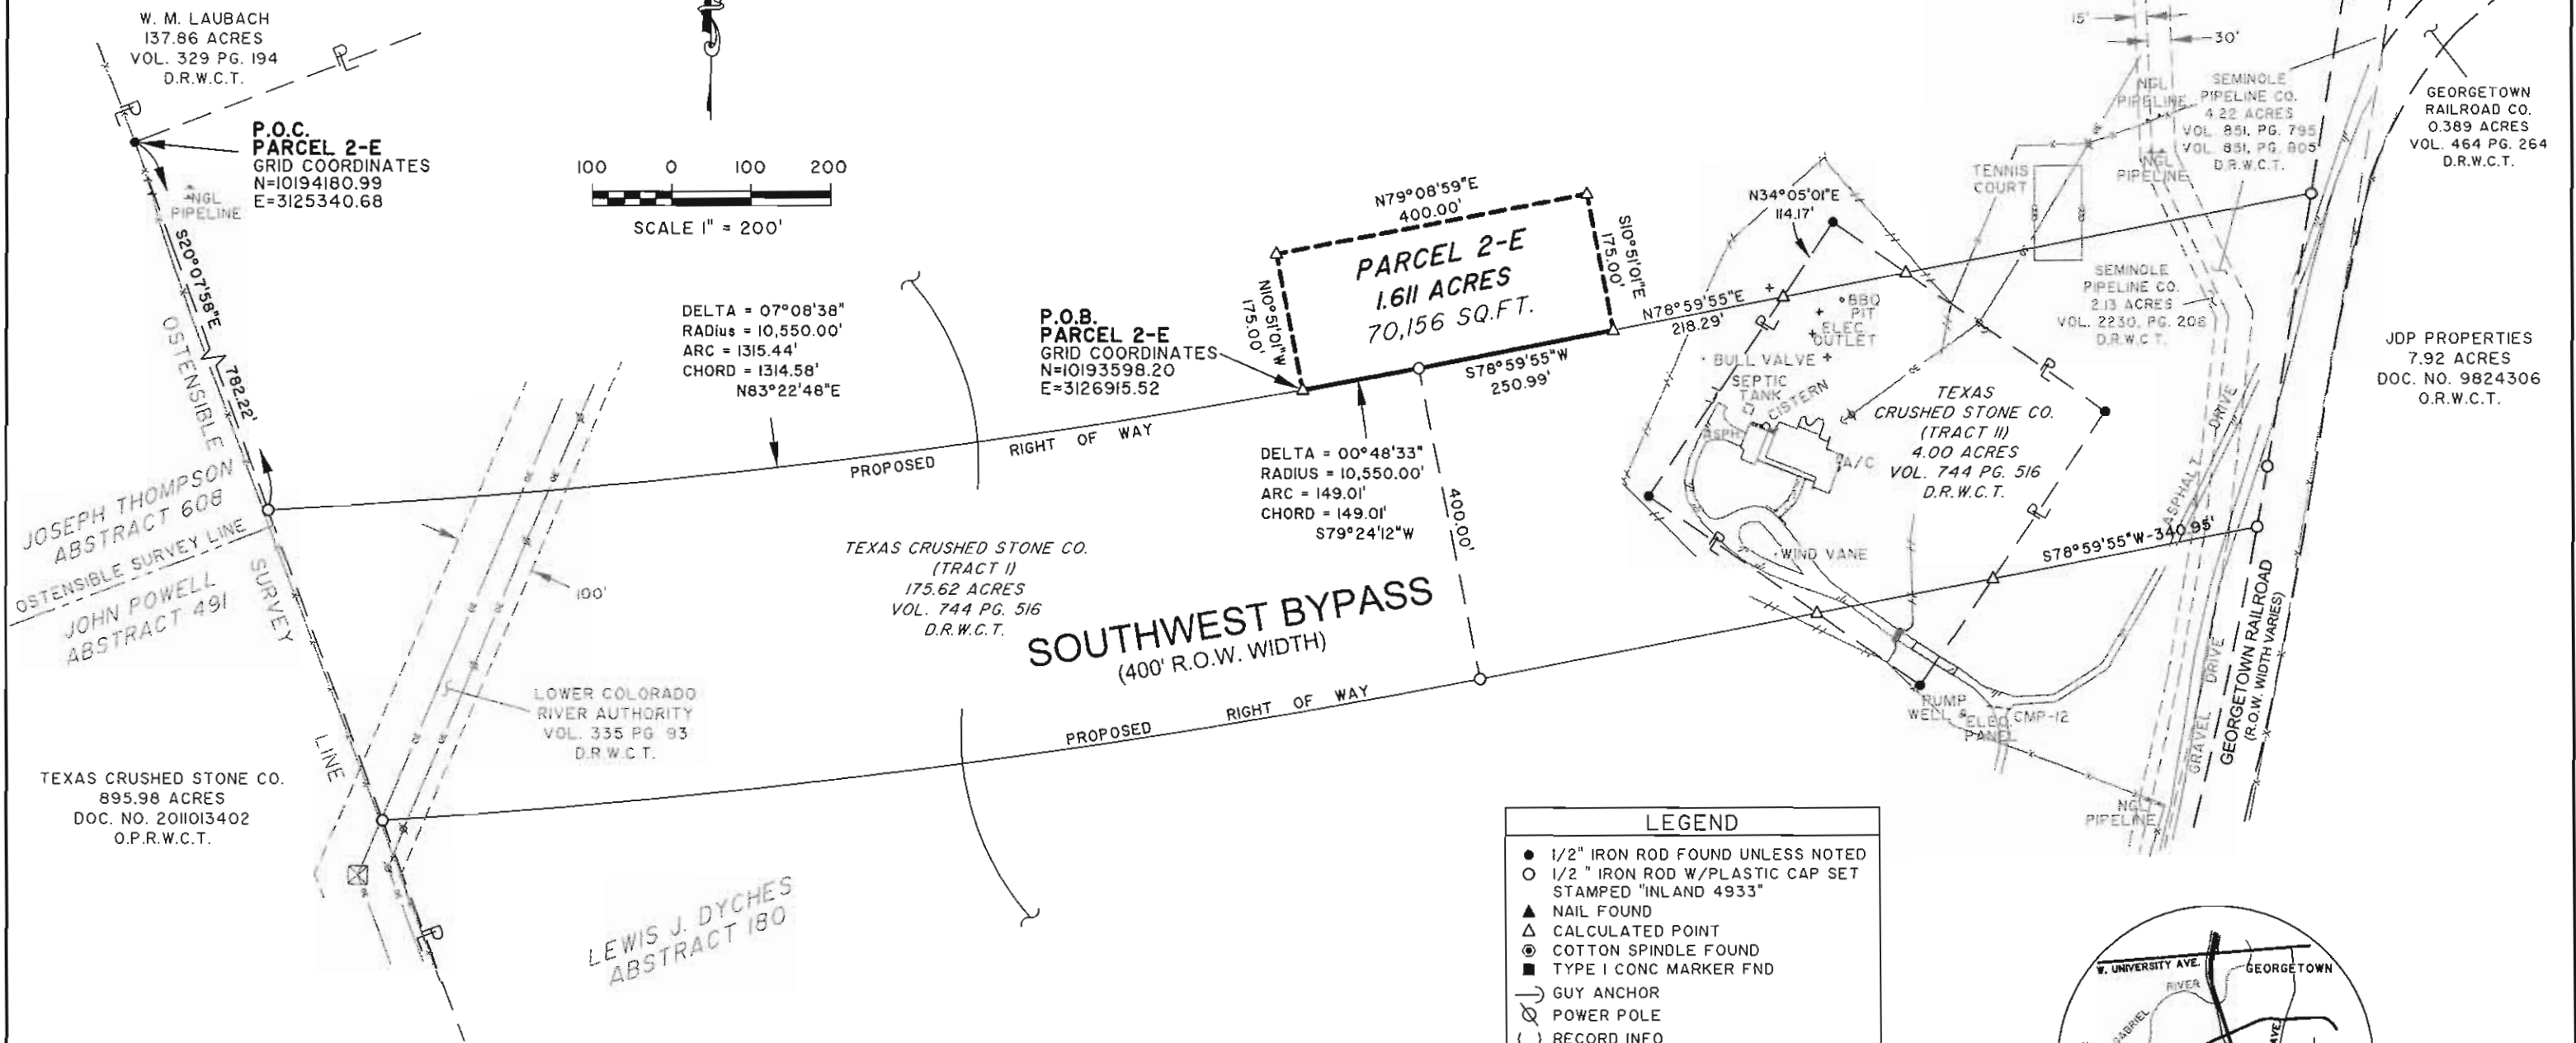 W. M. LAUBACH
137.86 ACRES
VOL. 329 PG. 194
D.R.W.C.T.
P.O.C.
PARCEL 2-E
GRID COORDINATES
N=10194180.99
E=3125340.68
NGL
PIPELINE
S20°07'58"E
782.22'
OSTENSIBLE
SURVEY
LINE
100 0 100 200
SCALE 1" = 200'
DELTA = 07°08'38"
RADIUS = 10,550.00'
ARC = 1315.44'
CHORD = 1314.58'
N83°22'48"E
P.O.B.
PARCEL 2-E
GRID COORDINATES
N=10193598.20
E=3126915.52
N79°08'59"E
400.00'
PARCEL 2-E
1.611 ACRES
70,156 SQ.FT.
N10°51'01"W
175.00'
S10°51'01"E
175.00'
S78°59'55"W
250.99'
N78°59'55"E
218.29'
N34°05'01"E
114.17'
DELTA = 00°48'33"
RADIUS = 10,550.00'
ARC = 149.01'
CHORD = 149.01'
S79°24'12"W
400.00'
PROPOSED RIGHT OF WAY
JOSEPH THOMPSON
ABSTRACT 608
OSTENSIBLE SURVEY LINE
JOHN POWELL
ABSTRACT 491
100'
TEXAS CRUSHED STONE CO.
(TRACT I)
175.62 ACRES
VOL. 744 PG. 516
D.R.W.C.T.
SOUTHWEST BYPASS
(400' R.O.W. WIDTH)
PROPOSED RIGHT OF WAY
LOWER COLORADO
RIVER AUTHORITY
VOL. 335 PG 93
D.R.W.C.T.
TEXAS CRUSHED STONE CO.
895.98 ACRES
DOC. NO. 2011013402
O.P.R.W.C.T.
LEWIS J. DYCHES
ABSTRACT 180
15'
30'
NGL
PIPELINE
SEMINOLE
PIPELINE CO.
4.22 ACRES
VOL. 851, PG. 795
VOL. 851, PG. 805
D.R.W.C.T.
NGL
PIPELINE
GEORGETOWN
RAILROAD CO.
0.389 ACRES
VOL. 464 PG. 264
D.R.W.C.T.
TENNIS
COURT
SEMINOLE
PIPELINE CO.
2.13 ACRES
VOL. 2230, PG. 206
D.R.W.C.T.
BBQ
PIT
ELEC
OUTLET
BULL VALVE
SEPTIC
TANK
CISTERN
ASPH
A/C
WIND VANE
TEXAS
CRUSHED STONE CO.
(TRACT II)
4.00 ACRES
VOL. 744 PG. 516
D.R.W.C.T.
JDP PROPERTIES
7.92 ACRES
DOC. NO. 9824306
O.R.W.C.T.
ASPHALT DRIVE
S78°59'55"W-340.95'
GRAVEL DRIVE
GEORGETOWN RAILROAD
(R.O.W. WIDTH VARIES)
PUMP
WELL &
ELEC
PANEL
CMP-12
NGL
PIPELINE
LEGEND
1/2" IRON ROD FOUND UNLESS NOTED
1/2 " IRON ROD W/PLASTIC CAP SET
STAMPED "INLAND 4933"
NAIL FOUND
CALCULATED POINT
COTTON SPINDLE FOUND
TYPE I CONC MARKER FND
GUY ANCHOR
POWER POLE
( ) RECORD INFO
W. UNIVERSITY AVE.
GEORGETOWN
RIVER
GABRIEL
AVE.